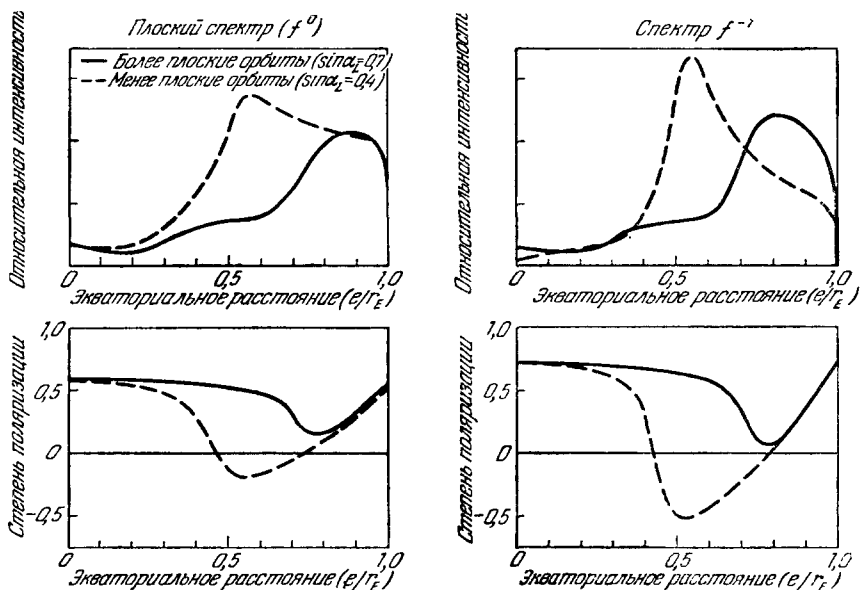 Плоский спектр (f⁰)
Более плоские орбиты (sinα_L=0,7)
Менее плоские орбиты (sinα_L=0,4)
Относительная интенсивность
0
0,5
1,0
Экваториальное расстояние (e/r_E)
Спектр f⁻¹
Относительная интенсивность
0
0,5
1,0
Экваториальное расстояние (e/r_E)
1,0
0,5
0
-0,5
Степень поляризации
0
0,5
1,0
Экваториальное расстояние (e/r_E)
1,0
0,5
0
-0,5
Степень поляризации
0
0,5
1,0
Экваториальное расстояние (e/r_E)